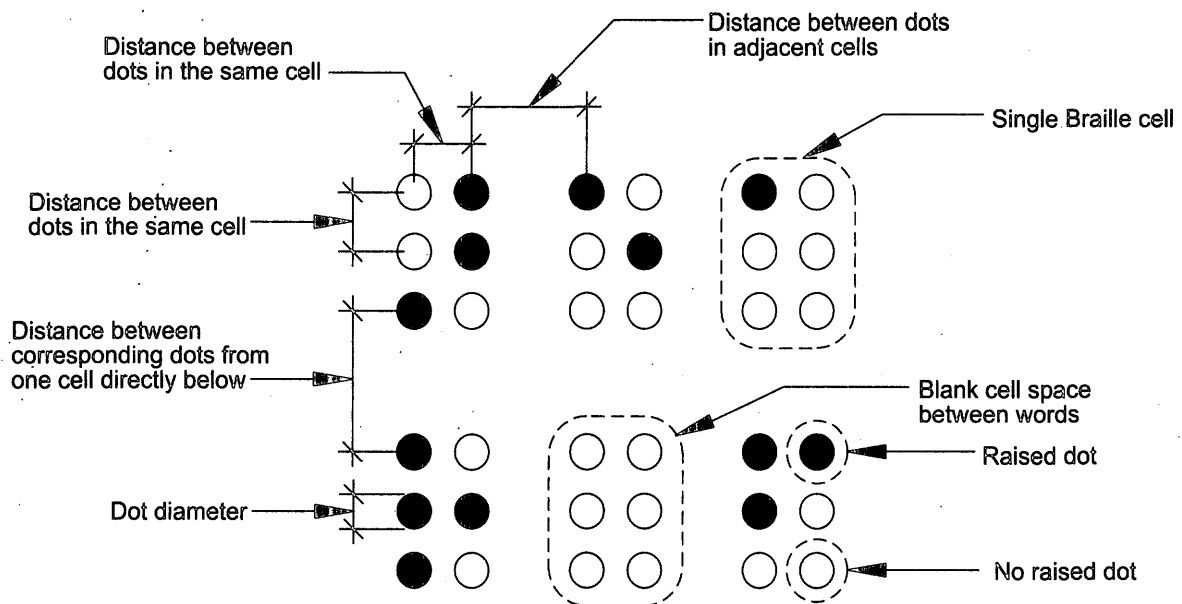 Distance between dots
in adjacent cells
Distance between
dots in the same cell
Single Braille cell
Distance between
dots in the same cell
Distance between
corresponding dots from
one cell directly below
Blank cell space
between words
Raised dot
Dot diameter
No raised dot